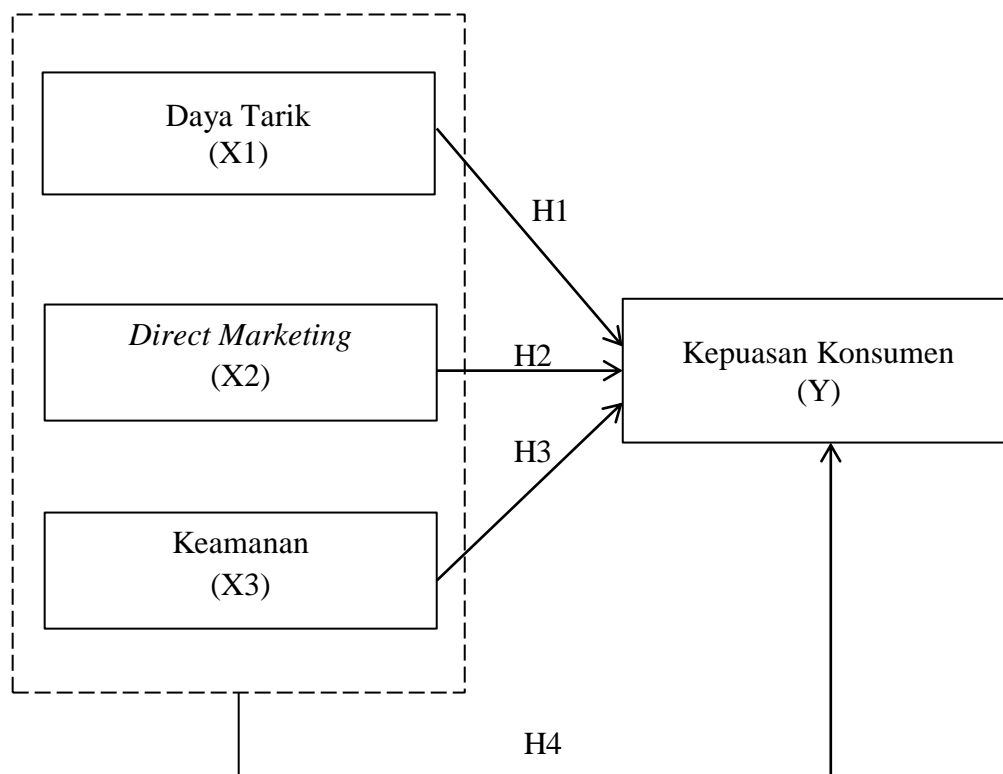 Daya Tarik
(X1)
H1
Direct Marketing
(X2)
H2
Kepuasan Konsumen
(Y)
H3
Keamanan
(X3)
H4